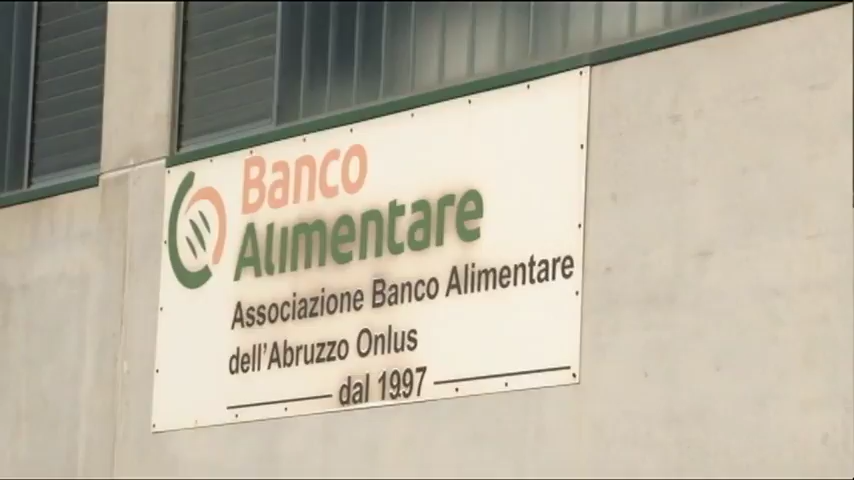 Banco
Alimentare
Associazione Banco Alimentare
dell'Abruzzo Onlus
dal 1997